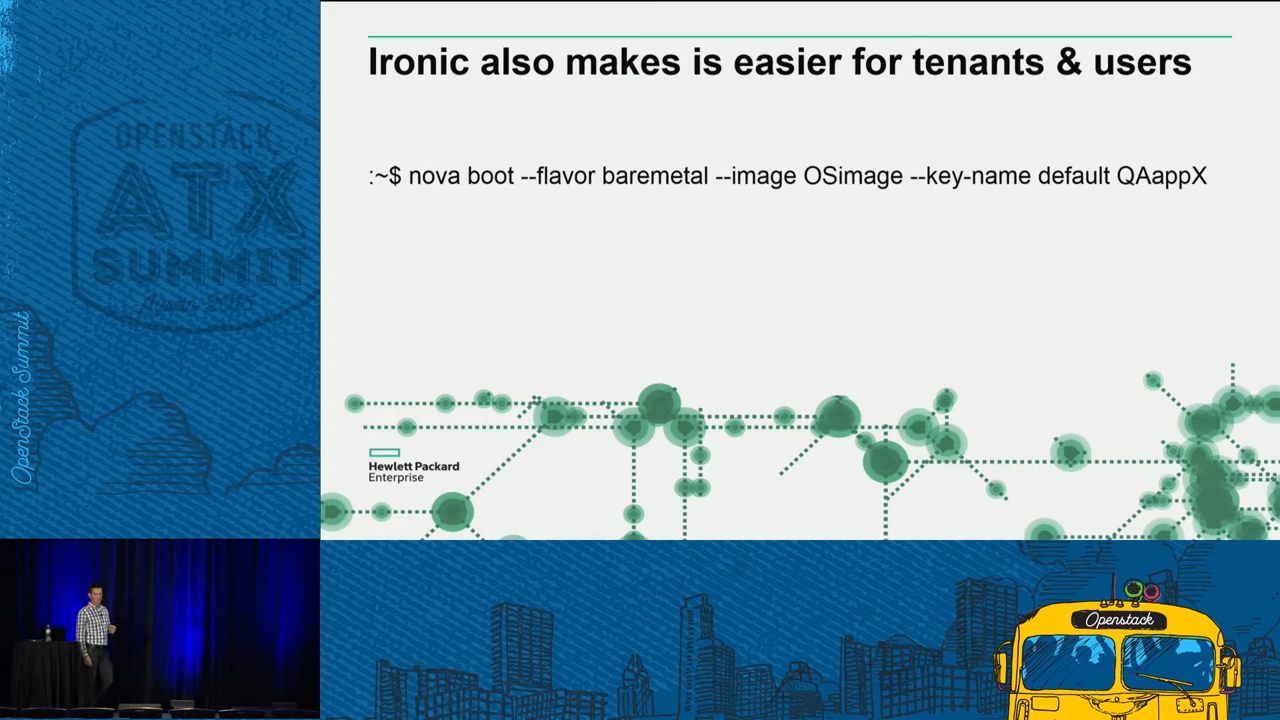 OPENSTACK
ATX
SUMMIT
Austin 2016
OpenStack Summit
Ironic also makes is easier for tenants & users
:~$ nova boot --flavor baremetal --image OSimage --key-name default QAappX
Hewlett Packard
Enterprise
Openstack